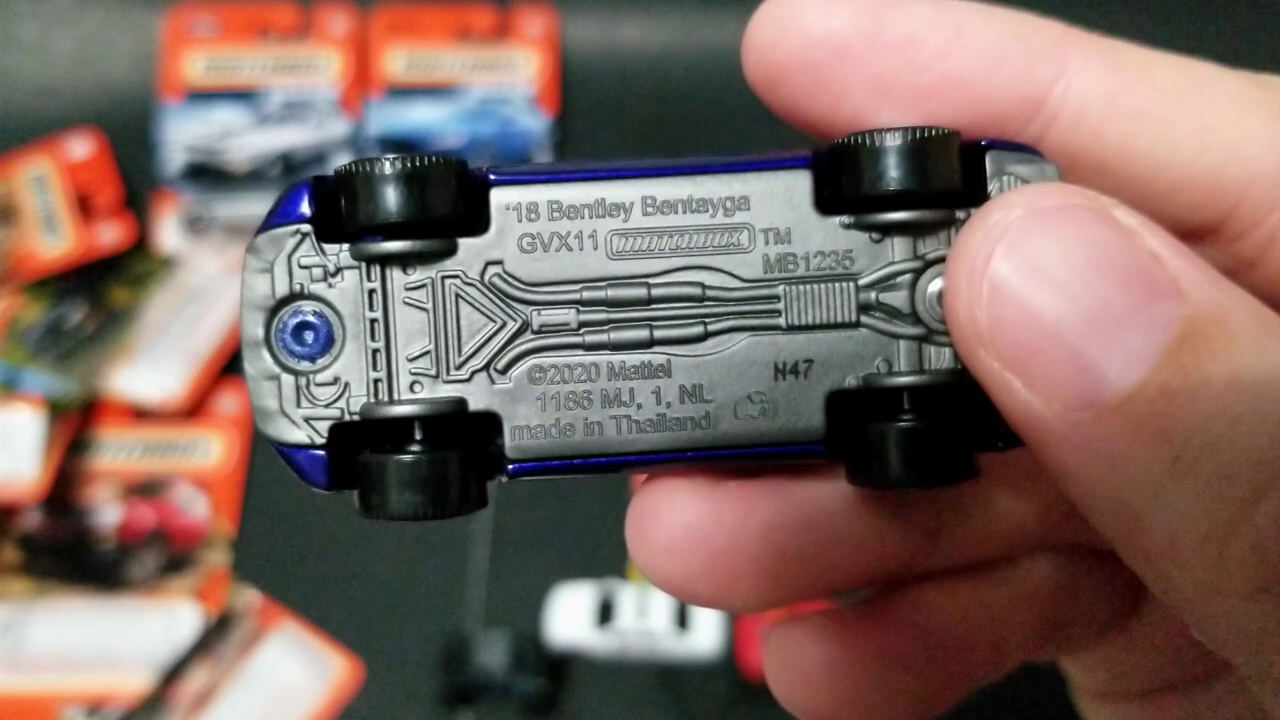 '18 Bentley Bentayga
GVX11 MATCHBOX TM
MB1235
©2020 Mattel
1186 MJ, 1, NL
made in Thailand
N47